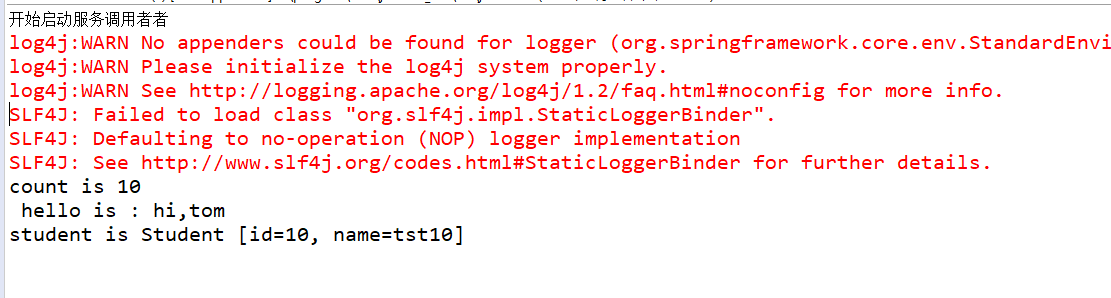 开始启动服务调用者者
log4j:WARN No appenders could be found for logger (org.springframework.core.env.StandardEnvi
log4j:WARN Please initialize the log4j system properly.
log4j:WARN See http://logging.apache.org/log4j/1.2/faq.html#noconfig for more info.
SLF4J: Failed to load class "org.slf4j.impl.StaticLoggerBinder".
SLF4J: Defaulting to no-operation (NOP) logger implementation
SLF4J: See http://www.slf4j.org/codes.html#StaticLoggerBinder for further details.
count is 10
 hello is : hi,tom
student is Student [id=10, name=tst10]